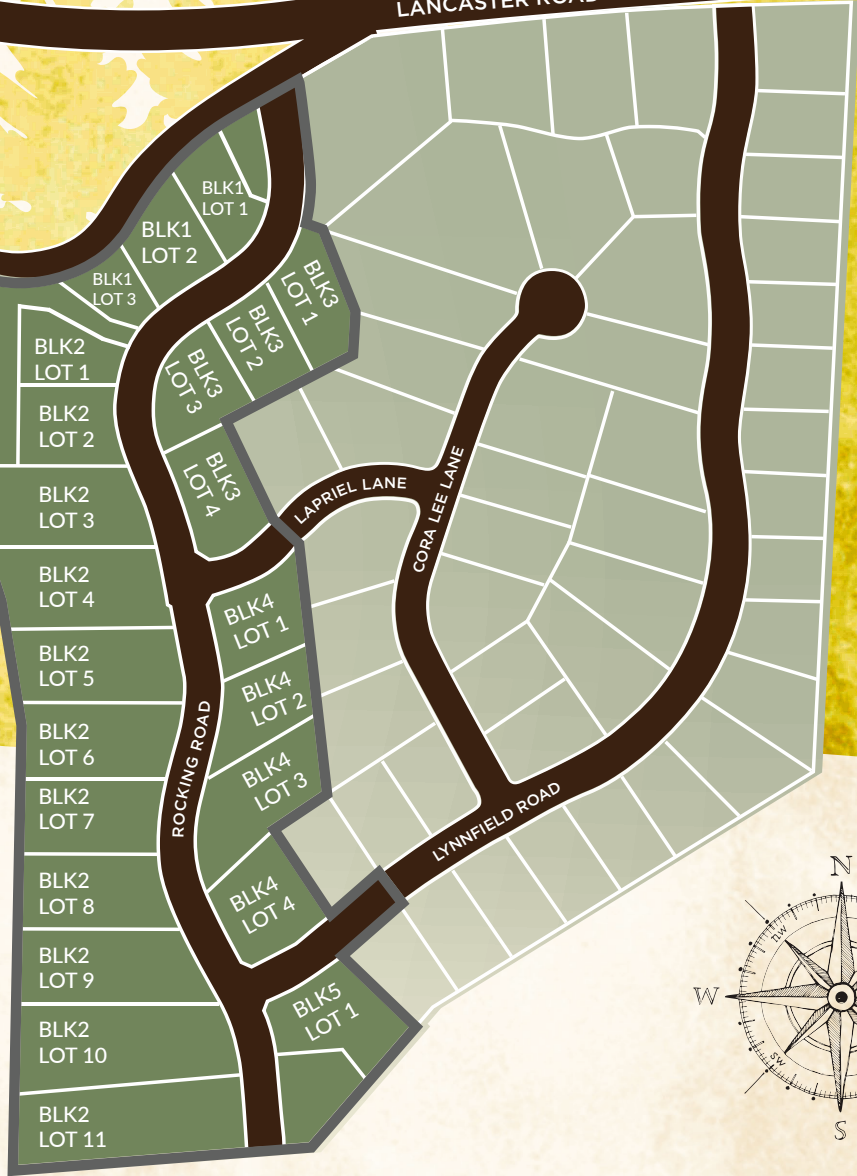 LANCASTER ROAD
BLK1
LOT 1
BLK1
LOT 2
BLK1
LOT 3
BLK3
LOT 1
BLK3
LOT 2
BLK3
LOT 3
BLK3
LOT 4
BLK2
LOT 1
BLK2
LOT 2
BLK2
LOT 3
BLK2
LOT 4
BLK2
LOT 5
BLK2
LOT 6
BLK2
LOT 7
BLK2
LOT 8
BLK2
LOT 9
BLK2
LOT 10
BLK2
LOT 11
LAPRIEL LANE
CORA LEE LANE
BLK4
LOT 1
BLK4
LOT 2
BLK4
LOT 3
BLK4
LOT 4
ROCKING ROAD
LYNNFIELD ROAD
BLK5
LOT 1
N
nw
W
sw
S